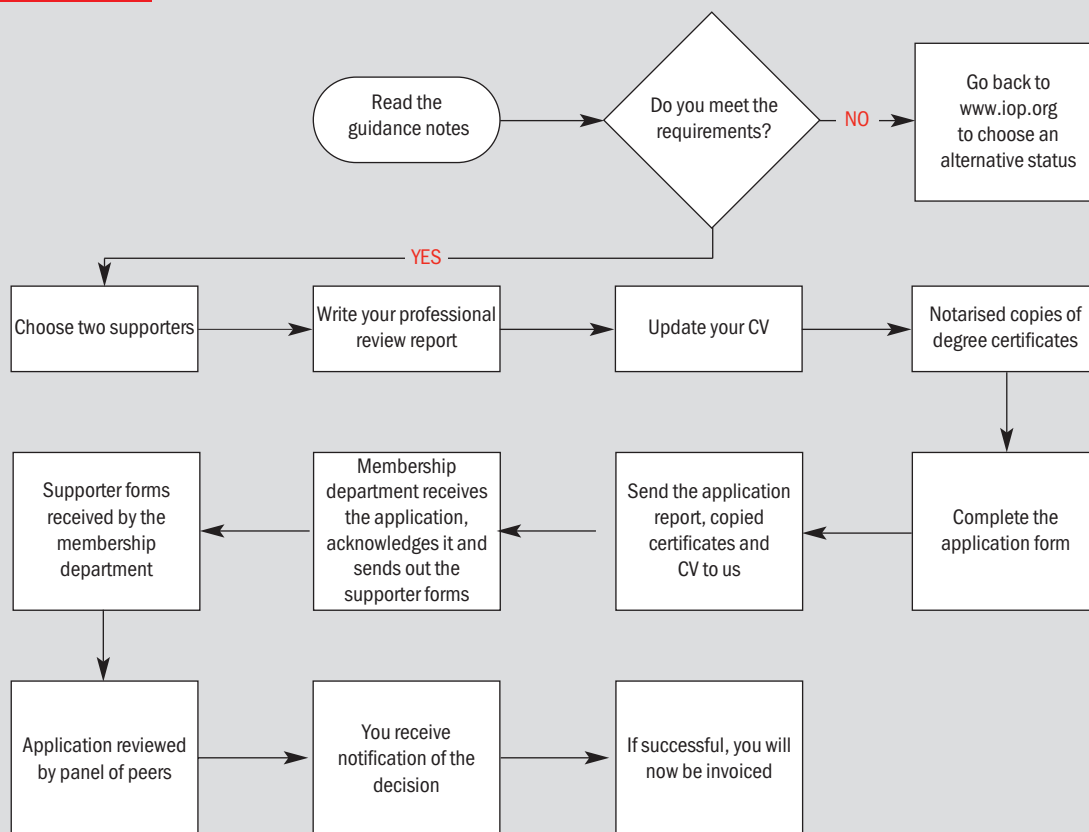 Read the
guidance notes
Do you meet the
requirements?
NO
Go back to
www.iop.org
to choose an
alternative status
YES
Choose two supporters
Write your professional
review report
Update your CV
Notarised copies of
degree certificates
Supporter forms
received by the
membership
department
Membership
department receives
the application,
acknowledges it and
sends out the
supporter forms
Send the application
report, copied
certificates and
CV to us
Complete the
application form
Application reviewed
by panel of peers
You receive
notification of the
decision
If successful, you will
now be invoiced